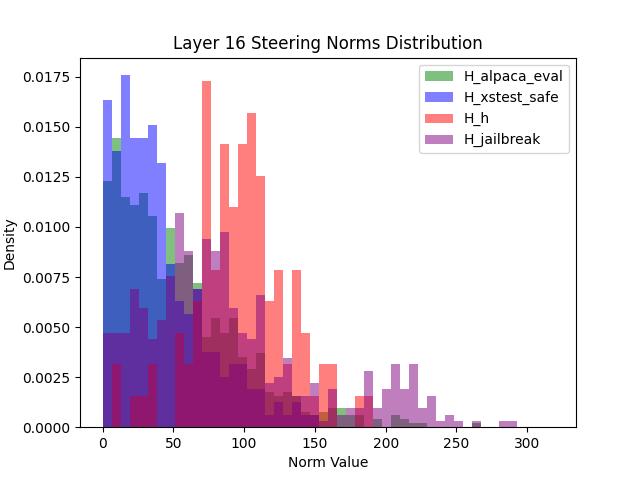 Layer 16 Steering Norms Distribution
H_alpaca_eval
H_xstest_safe
H_h
H_jailbreak
Density
0.0175
0.0150
0.0125
0.0100
0.0075
0.0050
0.0025
0.0000
0 50 100 150 200 250 300
Norm Value